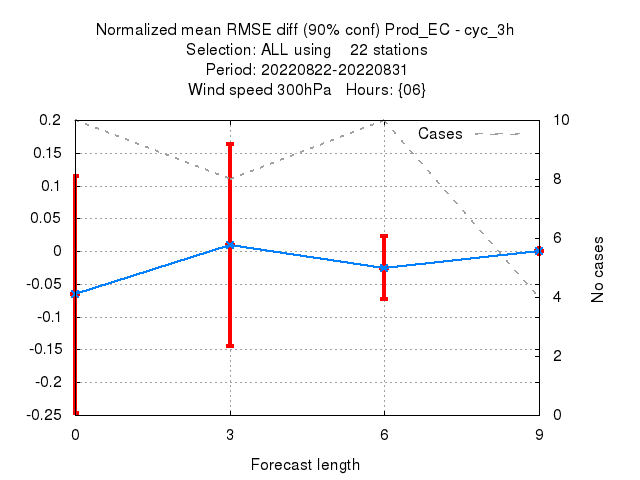 Normalized mean RMSE diff (90% conf) Prod_EC - cyc_3h
Selection: ALL using    22 stations
Period: 20220822-20220831
Wind speed 300hPa   Hours: {06}
Cases
0.2
0.15
0.1
0.05
0
-0.05
-0.1
-0.15
-0.2
-0.25
10
8
6
4
2
0
No cases
0 3 6 9
Forecast length